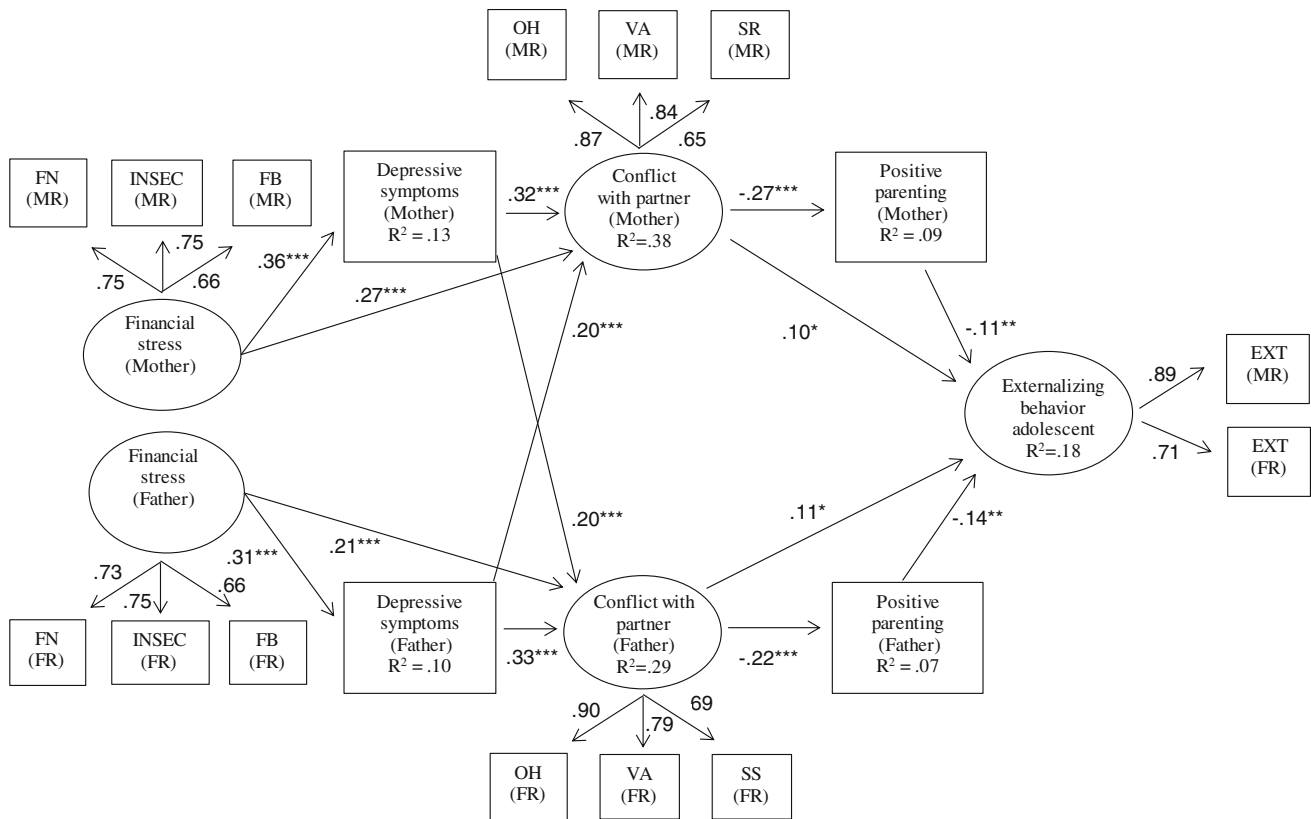 OH
(MR)
VA
(MR)
SR
(MR)
.87
.84
.65
FN
(MR)
INSEC
(MR)
FB
(MR)
.75
.75
.66
Depressive
symptoms
(Mother)
R² = .13
.36***
.32***
Conflict
with partner
(Mother)
R²=.38
-.27***
Positive
parenting
(Mother)
R² = .09
Financial
stress
(Mother)
.27***
.20***
.10*
-.11**
Externalizing
behavior
adolescent
R²=.18
.89
EXT
(MR)
.71
EXT
(FR)
Financial
stress
(Father)
.31***
.21***
.20***
.11*
-.14**
.73
.75
.66
FN
(FR)
INSEC
(FR)
FB
(FR)
Depressive
symptoms
(Father)
R² = .10
.33***
Conflict with
partner
(Father)
R²=.29
-.22***
Positive
parenting
(Father)
R² = .07
.90
.79
69
OH
(FR)
VA
(FR)
SS
(FR)